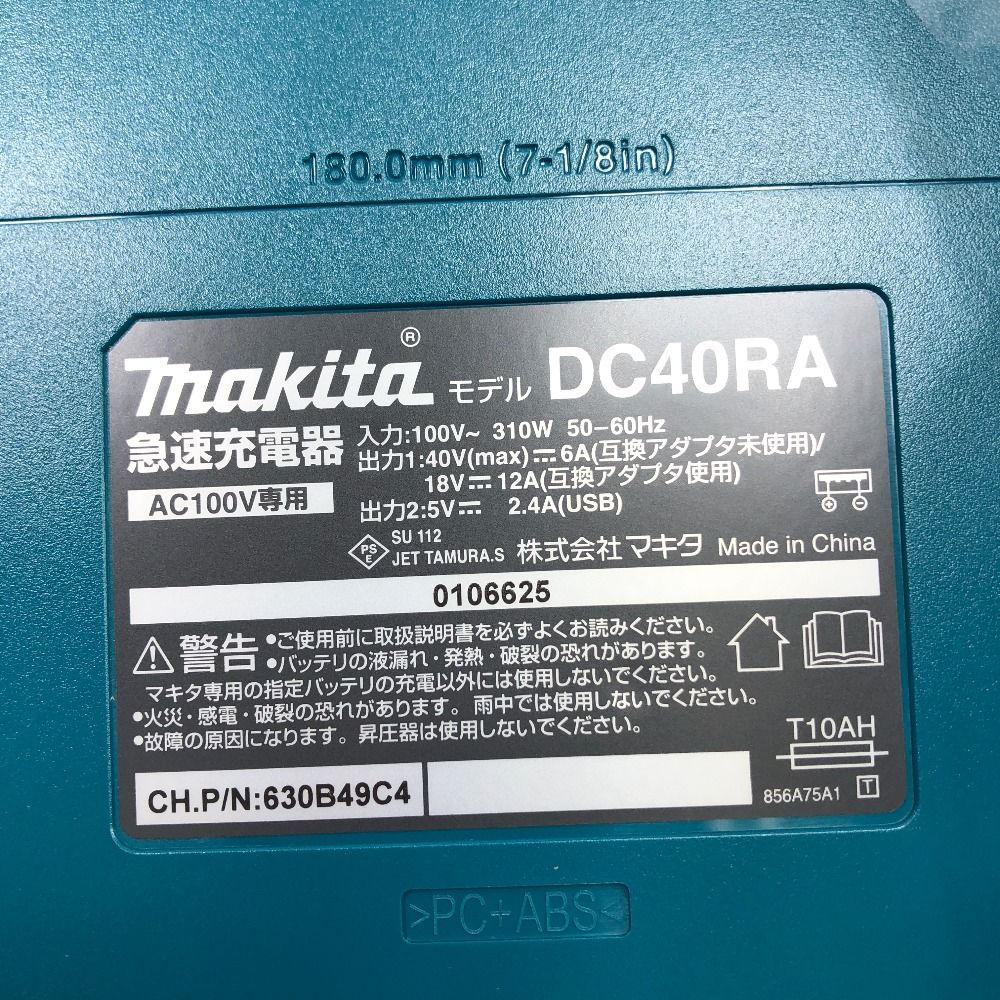 180.0mm (7-1/8in)
makita® モデル DC40RA
急速充電器
AC100V専用
入力:100V~ 310W 50-60Hz
出力1:40V(max)⎓6A(互換アダプタ未使用)/
18V⎓12A(互換アダプタ使用)
出力2:5V⎓ 2.4A(USB)
PSE SU 112
JET TAMURA.S 株式会社マキタ Made in China
0106625
警告 •ご使用前に取扱説明書を必ずよくお読みください。
•バッテリの液漏れ・発熱・破裂の恐れがあります。
マキタ専用の指定バッテリの充電以外には使用しないでください。
•火災・感電・破裂の恐れがあります。雨中では使用しないでください。
•故障の原因になります。昇圧器は使用しないでください。
T10AH
CH.P/N:630B49C4
856A75A1 T
>PC+ABS<